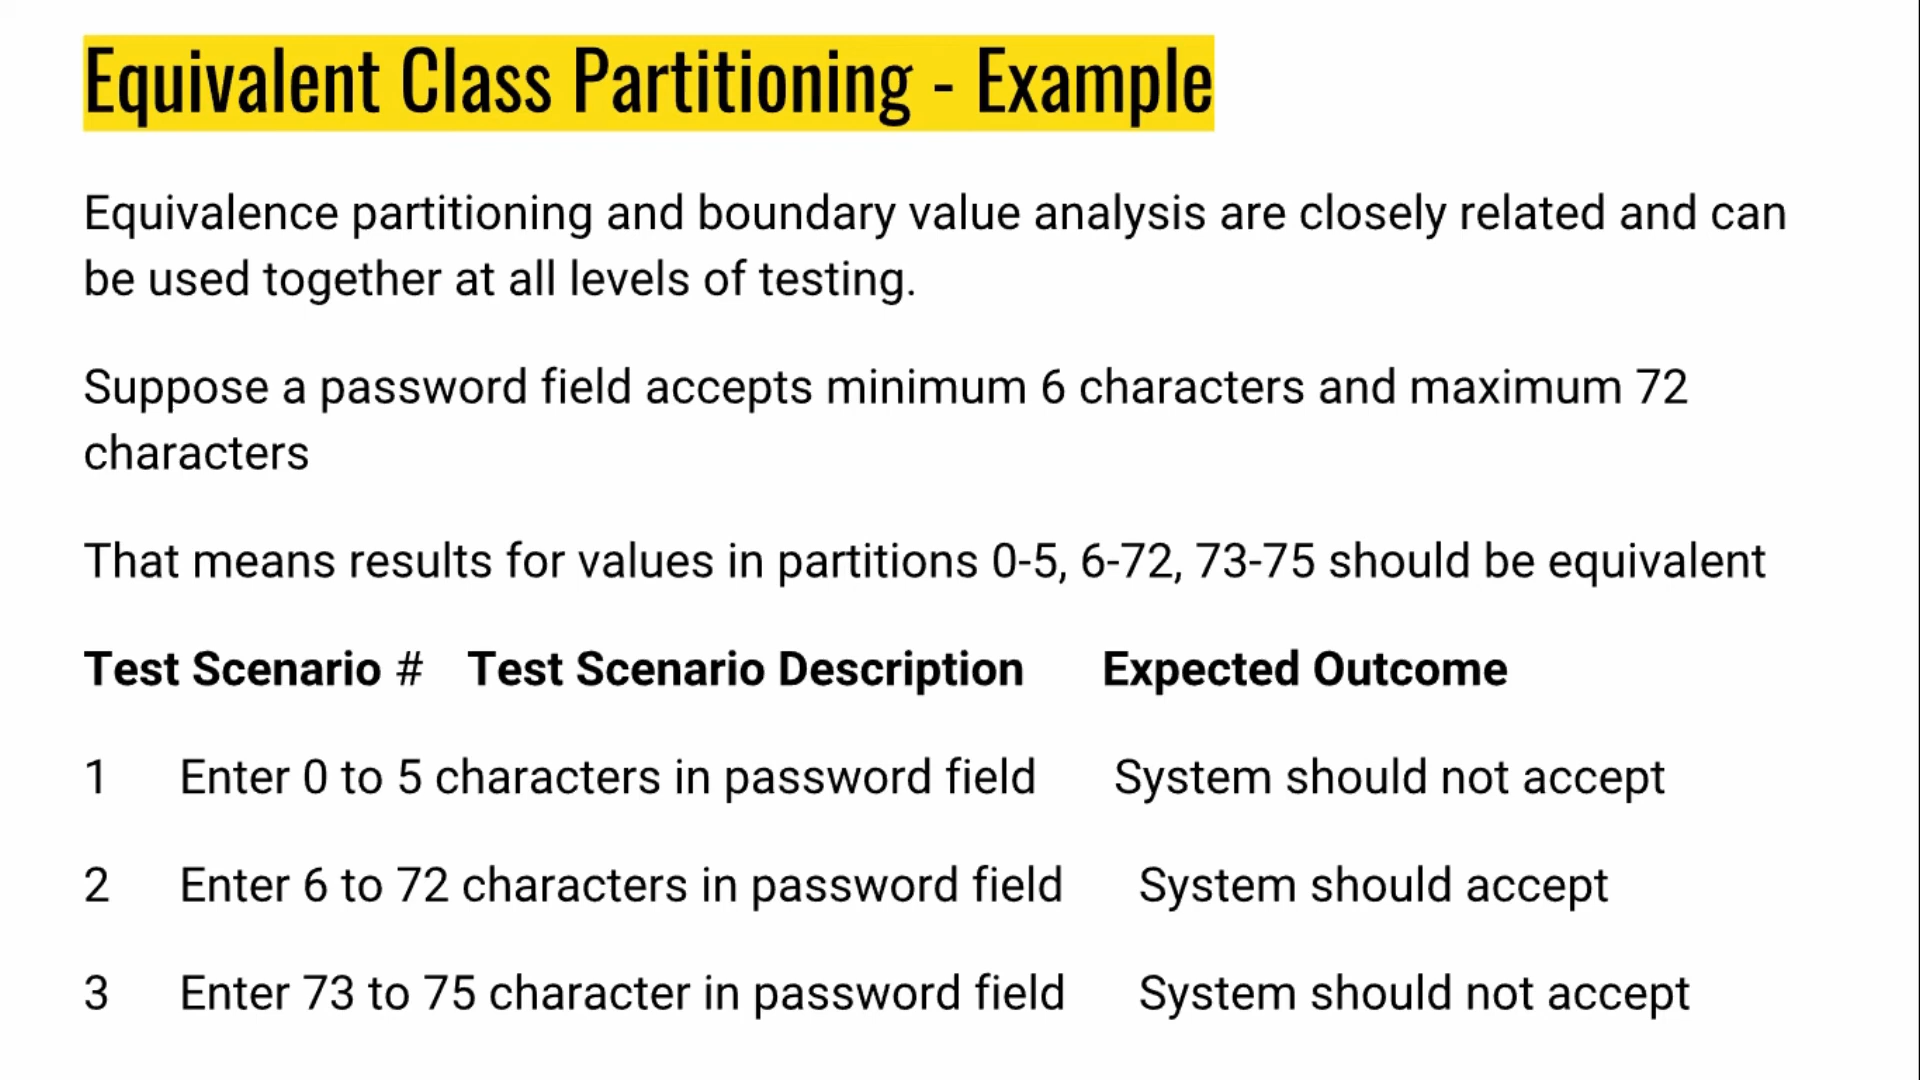 Equivalent Class Partitioning - Example
Equivalence partitioning and boundary value analysis are closely related and can
be used together at all levels of testing.
Suppose a password field accepts minimum 6 characters and maximum 72
characters
That means results for values in partitions 0-5, 6-72, 73-75 should be equivalent
Test Scenario # Test Scenario Description Expected Outcome
1 Enter 0 to 5 characters in password field System should not accept
2 Enter 6 to 72 characters in password field System should accept
3 Enter 73 to 75 character in password field System should not accept